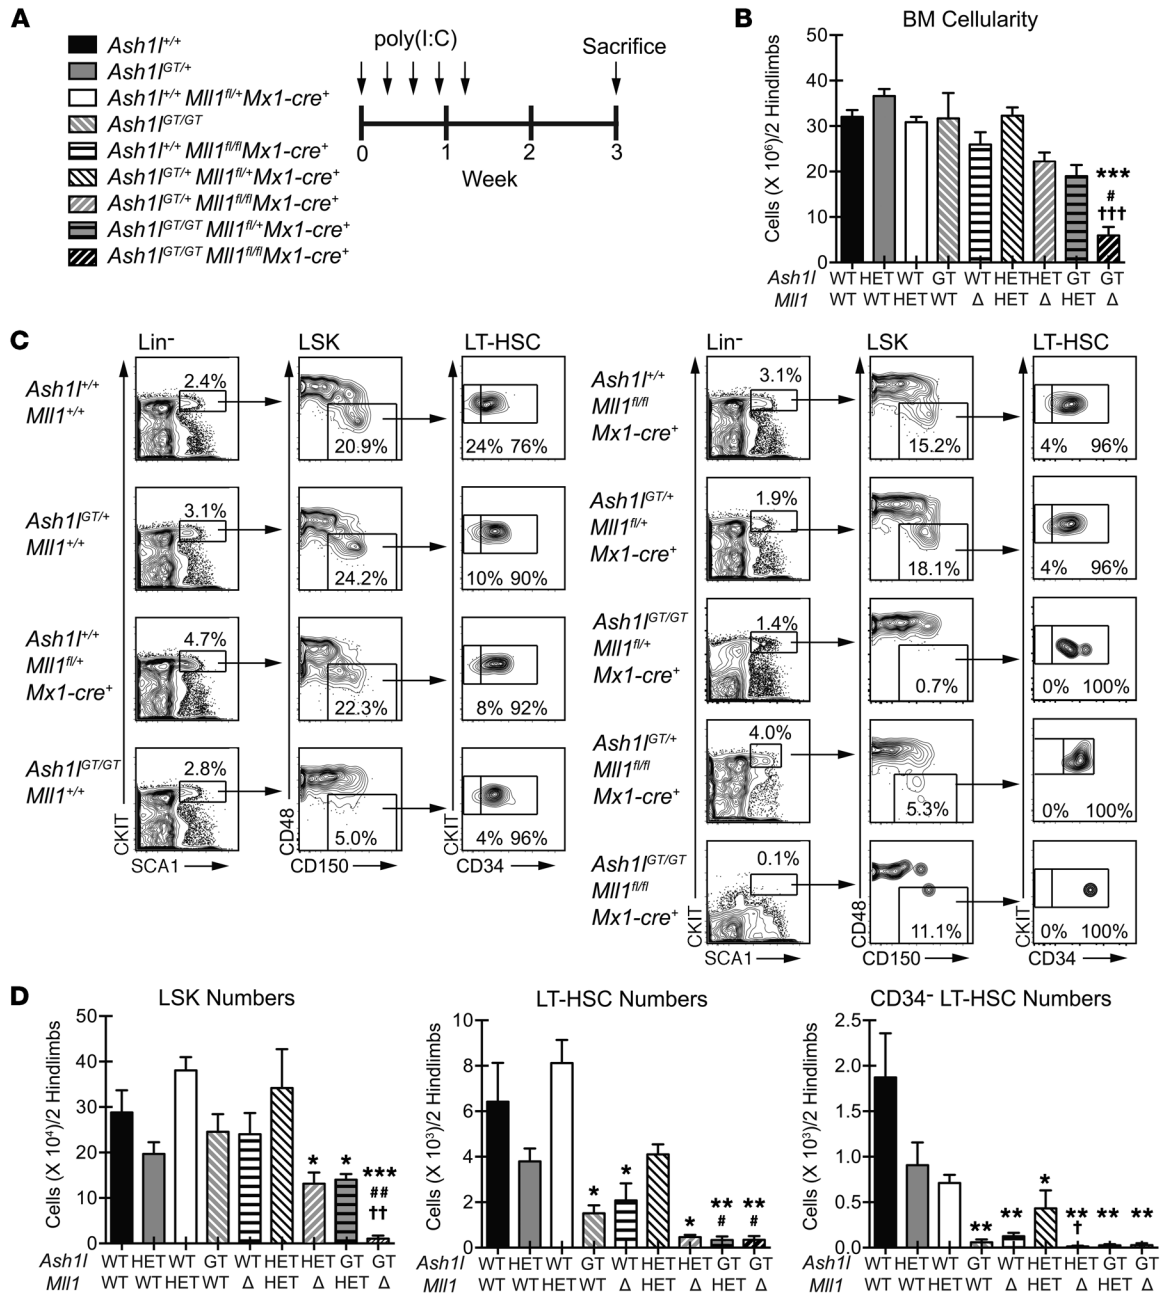 A
Ash1l+/+
Ash1lGT/+
Ash1l+/+ Mll1fl/+Mx1-cre+
Ash1lGT/GT
Ash1l+/+ Mll1fl/flMx1-cre+
Ash1lGT/+ Mll1fl/+Mx1-cre+
Ash1lGT/+ Mll1fl/flMx1-cre+
Ash1lGT/GT Mll1fl/+Mx1-cre+
Ash1lGT/GT Mll1fl/flMx1-cre+
poly(I:C)
Sacrifice
0 1 2 3
Week
B
BM Cellularity
Cells (X 10⁶)/2 Hindlimbs
50
40
30
20
10
0
***
#
†††
Ash1l WT HET WT GT WT HET HET GT GT
Mll1 WT WT HET WT Δ HET Δ HET Δ
C
Lin- LSK LT-HSC
Ash1l+/+
Mll1+/+
2.4%
20.9%
24% 76%
Ash1lGT/+
Mll1+/+
3.1%
24.2%
10% 90%
Ash1l+/+
Mll1fl/+
Mx1-cre+
4.7%
22.3%
8% 92%
Ash1lGT/GT
Mll1+/+
2.8%
5.0%
4% 96%
CKIT
SCA1
CD48
CD150
CKIT
CD34
Lin- LSK LT-HSC
Ash1l+/+
Mll1fl/fl
Mx1-cre+
3.1%
15.2%
4% 96%
Ash1lGT/+
Mll1fl/+
Mx1-cre+
1.9%
18.1%
4% 96%
Ash1lGT/GT
Mll1fl/+
Mx1-cre+
1.4%
0.7%
0% 100%
Ash1lGT/+
Mll1fl/fl
Mx1-cre+
4.0%
5.3%
0% 100%
Ash1lGT/GT
Mll1fl/fl
Mx1-cre+
0.1%
11.1%
0% 100%
CKIT
SCA1
CD48
CD150
CKIT
CD34
D
LSK Numbers
Cells (X 10⁴)/2 Hindlimbs
50
40
30
20
10
0
* * ***
##
††
Ash1l WT HET WT GT WT HET HET GT GT
Mll1 WT WT HET WT Δ HET Δ HET Δ
LT-HSC Numbers
Cells (X 10³)/2 Hindlimbs
10
8
6
4
2
0
* * * ** **
# #
Ash1l WT HET WT GT WT HET HET GT GT
Mll1 WT WT HET WT Δ HET Δ HET Δ
CD34- LT-HSC Numbers
Cells (X 10³)/2 Hindlimbs
2.5
2.0
1.5
1.0
0.5
0.0
** ** * ** ** **
†
Ash1l WT HET WT GT WT HET HET GT GT
Mll1 WT WT HET WT Δ HET Δ HET Δ